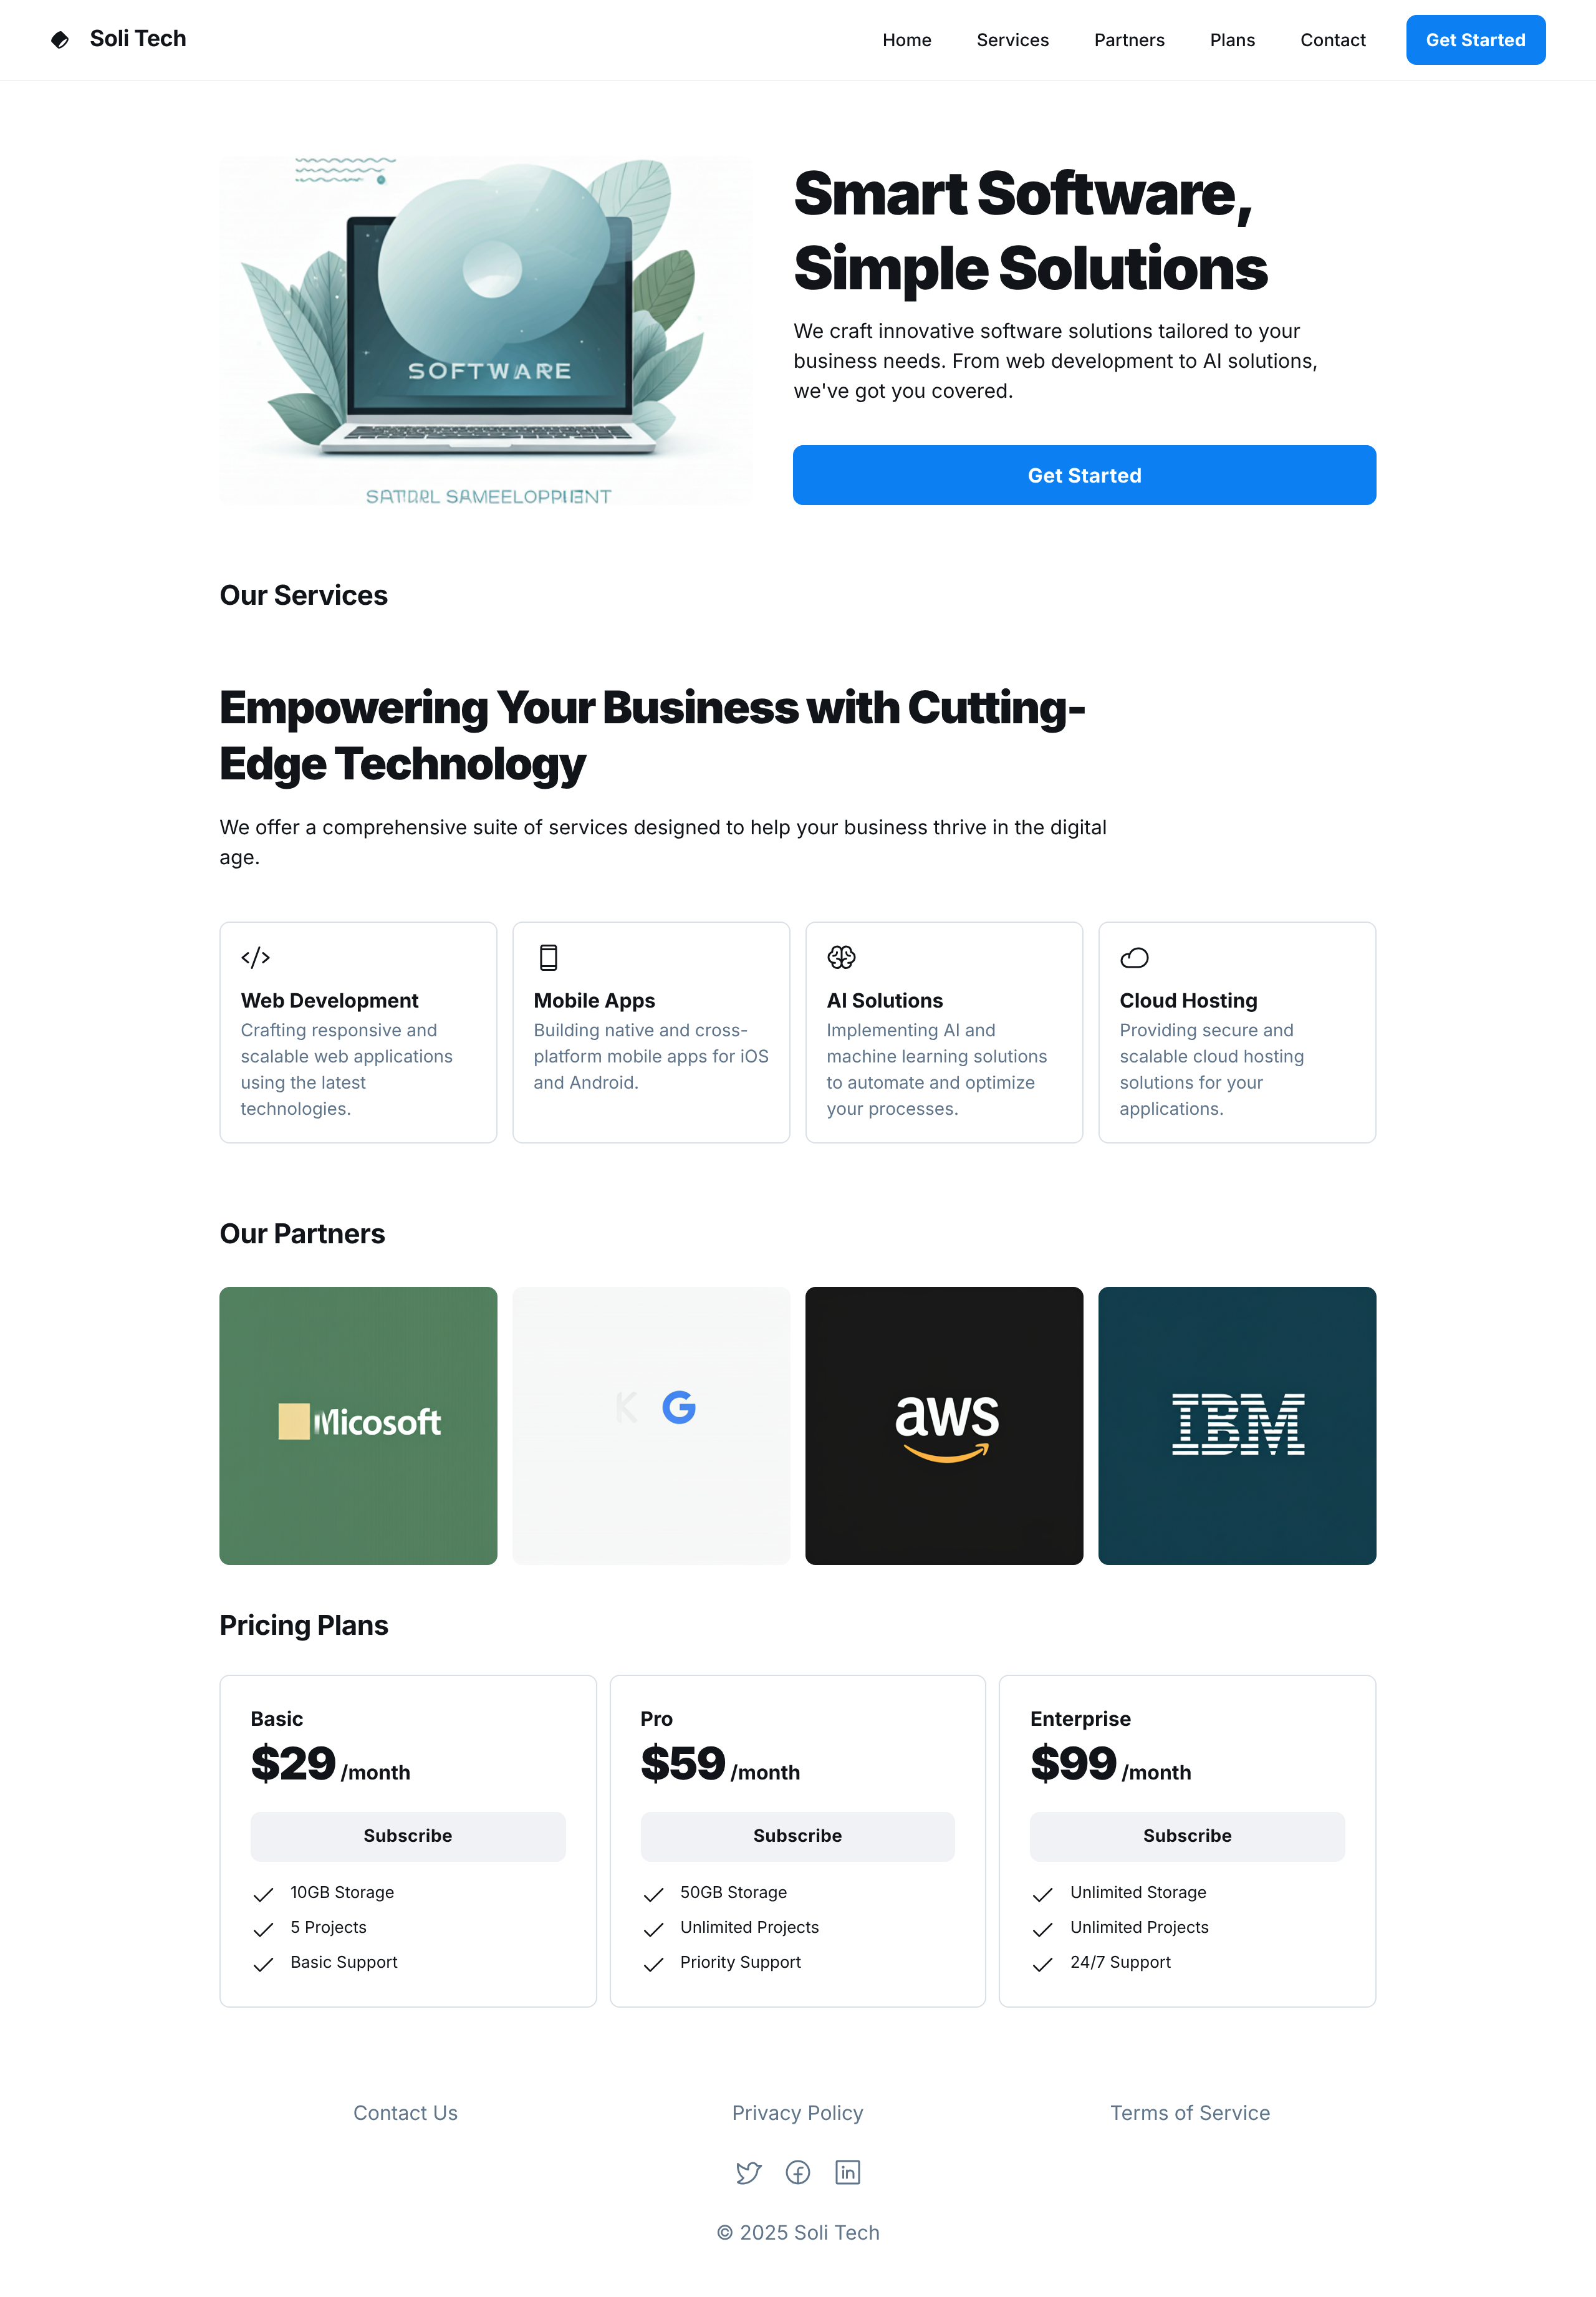 Soli Tech
Home
Services
Partners
Plans
Contact
Get Started
SOFTWARE
Smart Software,
Simple Solutions
We craft innovative software solutions tailored to your
business needs. From web development to AI solutions,
we've got you covered.
Get Started
Our Services
Empowering Your Business with Cutting-
Edge Technology
We offer a comprehensive suite of services designed to help your business thrive in the digital
age.
Web Development
Crafting responsive and
scalable web applications
using the latest
technologies.
Mobile Apps
Building native and cross-
platform mobile apps for iOS
and Android.
AI Solutions
Implementing AI and
machine learning solutions
to automate and optimize
your processes.
Cloud Hosting
Providing secure and
scalable cloud hosting
solutions for your
applications.
Our Partners
Micosoft
K G
aws
IBM
Pricing Plans
Basic
$29 /month
Subscribe
10GB Storage
5 Projects
Basic Support
Pro
$59 /month
Subscribe
50GB Storage
Unlimited Projects
Priority Support
Enterprise
$99 /month
Subscribe
Unlimited Storage
Unlimited Projects
24/7 Support
Contact Us
Privacy Policy
Terms of Service
© 2025 Soli Tech